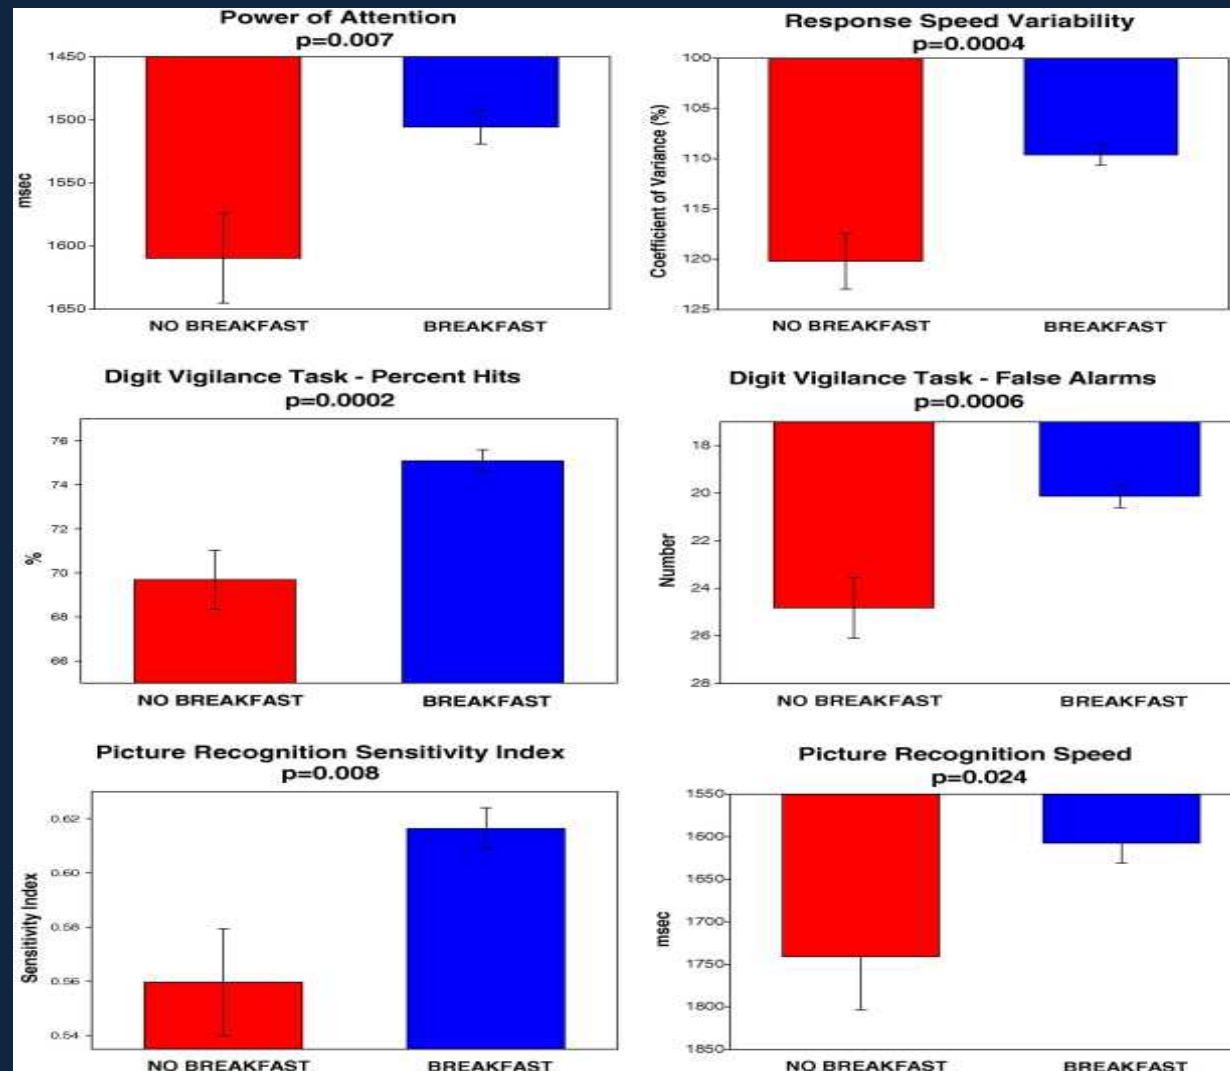 Power of Attention
p=0.007
1450
1500
1550
1600
1650
msec
NO BREAKFAST BREAKFAST
Response Speed Variability
p=0.0004
100
105
110
115
120
125
Coefficient of Variance (%)
NO BREAKFAST BREAKFAST
Digit Vigilance Task - Percent Hits
p=0.0002
76
74
72
70
68
66
%
NO BREAKFAST BREAKFAST
Digit Vigilance Task - False Alarms
p=0.0006
18
20
22
24
26
28
Number
NO BREAKFAST BREAKFAST
Picture Recognition Sensitivity Index
p=0.008
0.62
0.60
0.58
0.56
0.54
Sensitivity Index
NO BREAKFAST BREAKFAST
Picture Recognition Speed
p=0.024
1550
1600
1650
1700
1750
1800
1850
msec
NO BREAKFAST BREAKFAST